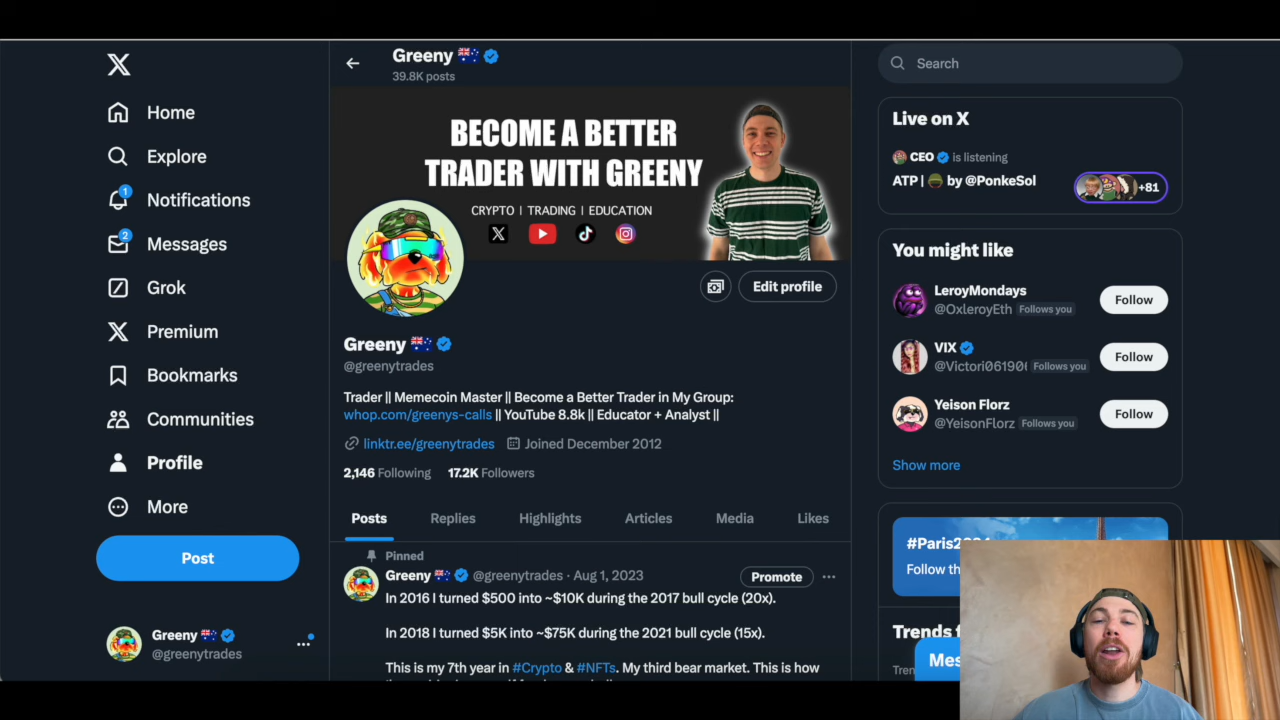 Home
Explore
1
Notifications
2
Messages
Grok
Premium
Bookmarks
Communities
Profile
More
Post
Greeny
@greenytrades
Greeny
39.8K posts
BECOME A BETTER
TRADER WITH GREENY
CRYPTO | TRADING | EDUCATION
Edit profile
Greeny
@greenytrades
Trader || Memecoin Master || Become a Better Trader in My Group:
whop.com/greenys-calls || YouTube 8.8k || Educator + Analyst ||
linktr.ee/greenytrades Joined December 2012
2,146 Following 17.2K Followers
Posts Replies Highlights Articles Media Likes
Pinned
Greeny @greenytrades · Aug 1, 2023 Promote
In 2016 I turned $500 into ~$10K during the 2017 bull cycle (20x).
In 2018 I turned $5K into ~$75K during the 2021 bull cycle (15x).
This is my 7th year in #Crypto & #NFTs. My third bear market. This is how
Search
Live on X
CEO is listening
ATP | by @PonkeSol +81
You might like
LeroyMondays
@OxleroyEth Follows you
Follow
VIX
@Victori06190 Follows you
Follow
Yeison Florz
@YeisonFlorz Follows you
Follow
Show more
#Paris2
Follow th
Trends f
Tren
Mes